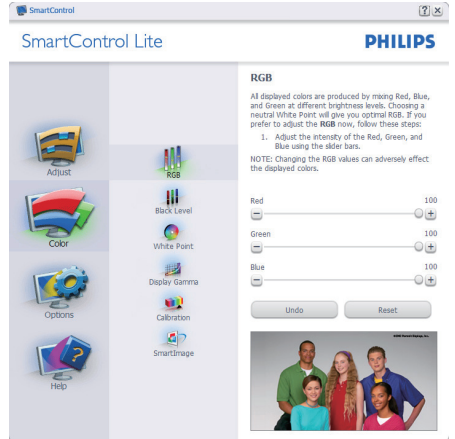 SmartControl
SmartControl Lite
PHILIPS
Adjust
Color
Options
Help
RGB
Black Level
White Point
Display Gamma
Calibration
SmartImage
RGB
All displayed colors are produced by mixing Red, Blue,
and Green at different brightness levels. Choosing a
neutral White Point will give you optimal RGB. If you
prefer to adjust the RGB now, follow these steps:
1. Adjust the intensity of the Red, Green, and
Blue using the slider bars.
NOTE: Changing the RGB values can adversely effect
the displayed colors.
Red 100
Green 100
Blue 100
Undo Reset